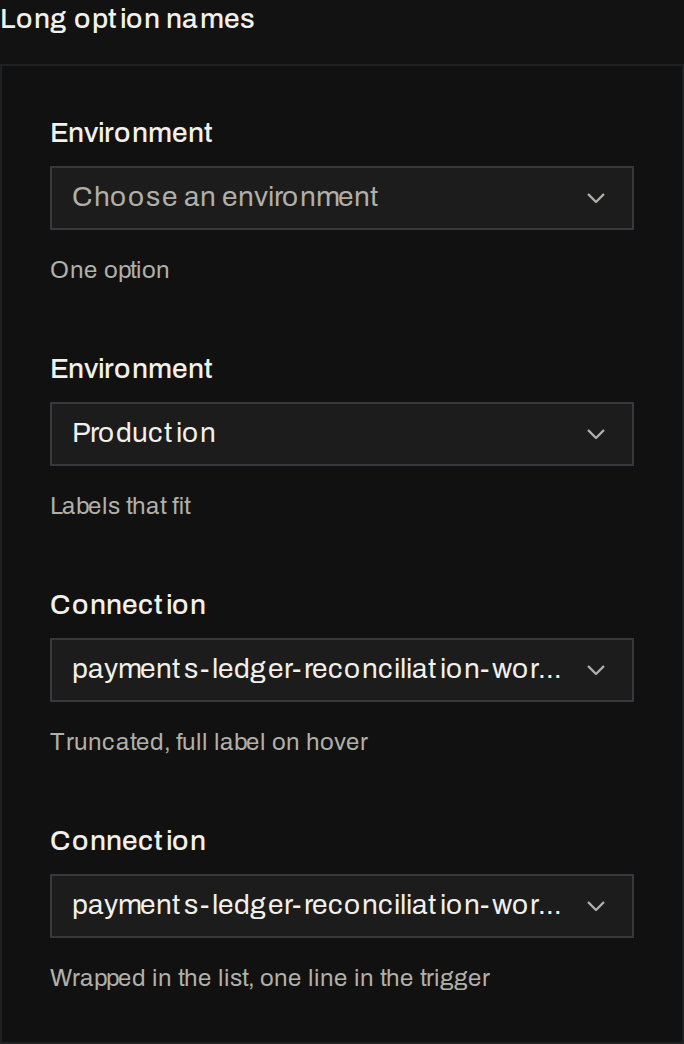 Long option names
Environment
Choose an environment
One option
Environment
Production
Labels that fit
Connection
payments-ledger-reconciliation-wor...
Truncated, full label on hover
Connection
payments-ledger-reconciliation-wor...
Wrapped in the list, one line in the trigger